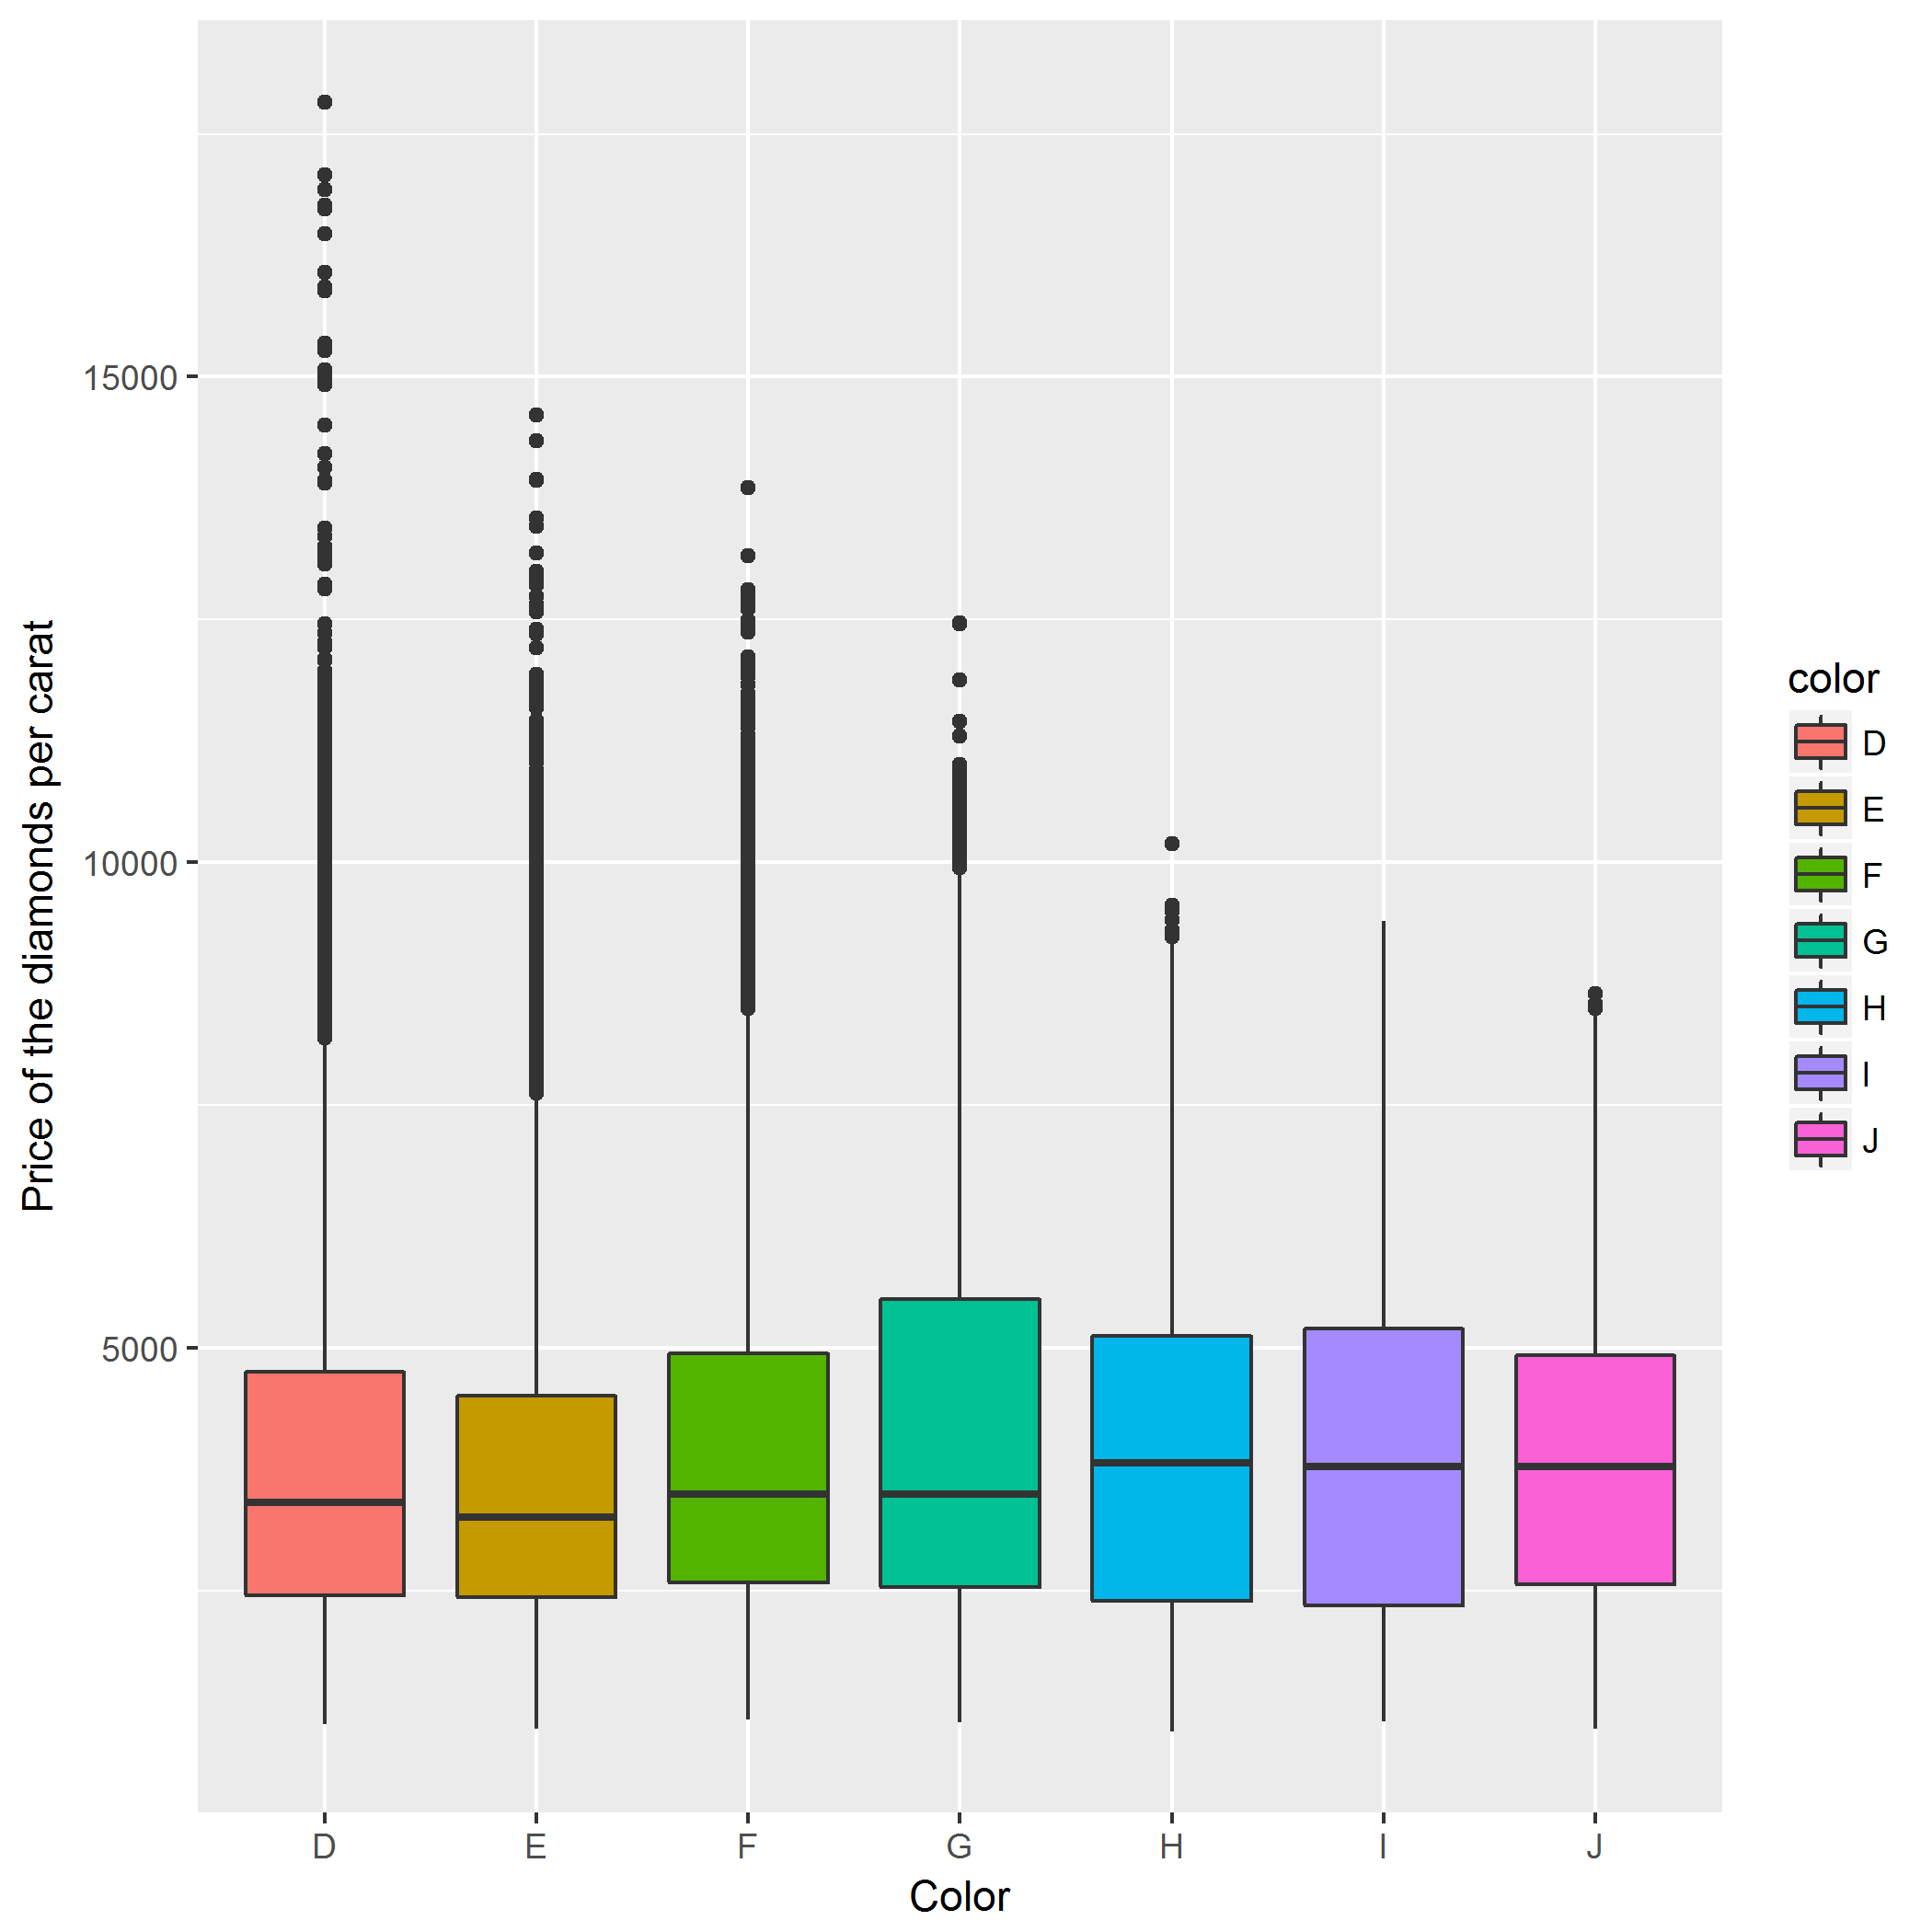 Price of the diamonds per carat
15000
10000
5000
D E F G H I J
Color
color
D
E
F
G
H
I
J